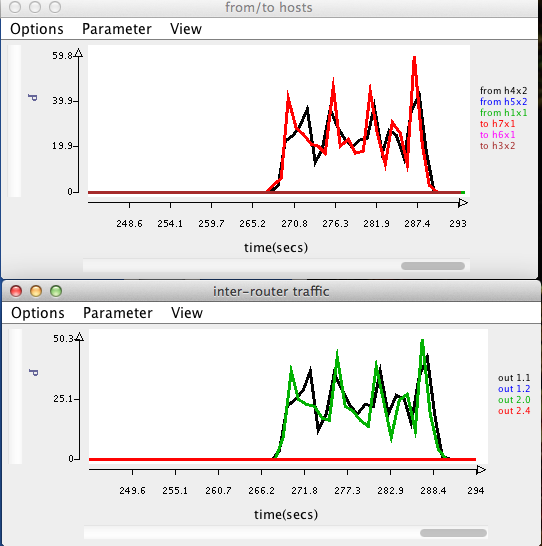 from/to hosts
Options Parameter View
P
59.8
39.9
19.9
0
from h4x2
from h5x2
from h1x1
to h7x1
to h6x1
to h3x2
248.6 254.1 259.7 265.2 270.8 276.3 281.9 287.4 293
time(secs)
inter-router traffic
Options Parameter View
P
50.3
25.1
0
out 1.1
out 1.2
out 2.0
out 2.4
249.6 255.1 260.7 266.2 271.8 277.3 282.9 288.4 294
time(secs)